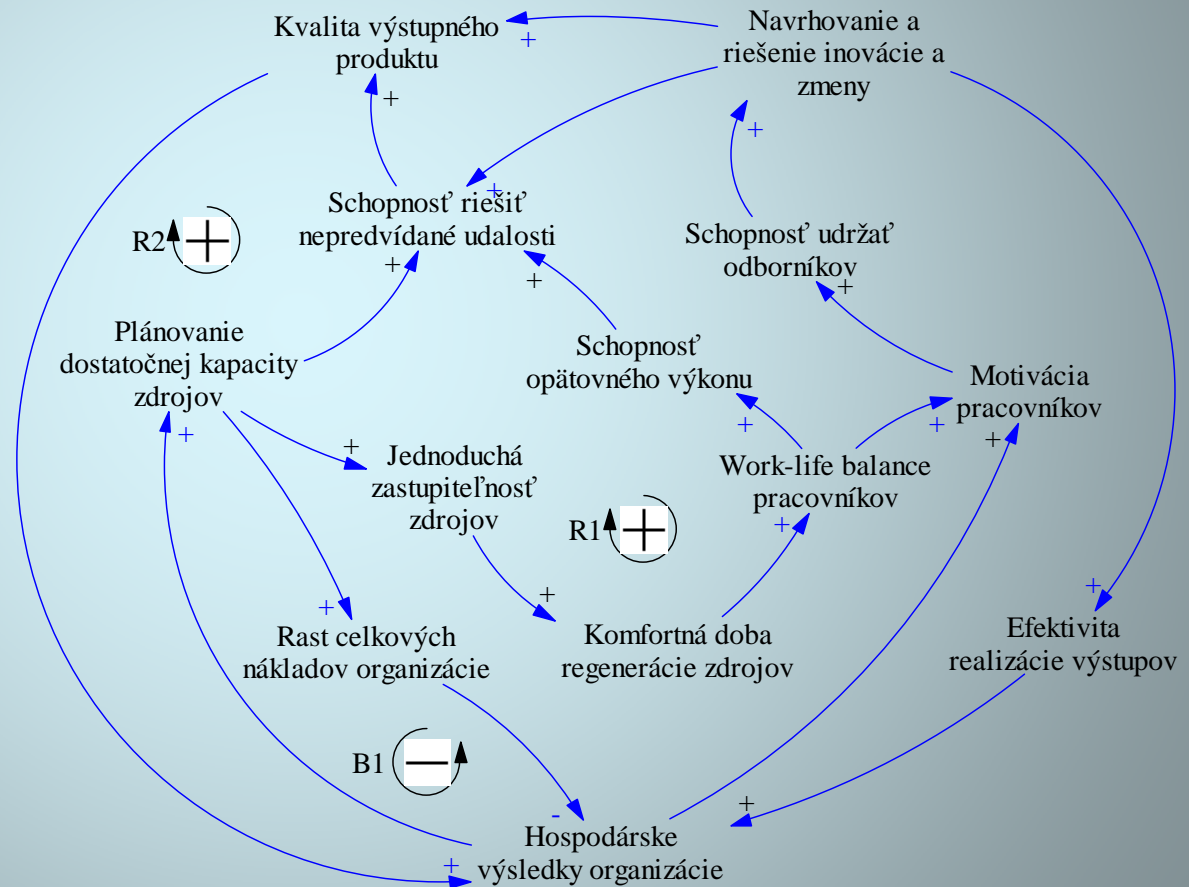 Kvalita výstupného
produktu
Navrhovanie a
riešenie inovácie a
zmeny
+
+
+
+
Schopnosť riešiť
nepredvídané udalosti
+
+
Schopnosť udržať
odborníkov
+
R2
Plánovanie
dostatočnej kapacity
zdrojov
+
Schopnosť
opätovného výkonu
+
Motivácia
pracovníkov
+
+
Jednoduchá
zastupiteľnosť
zdrojov
+
Work-life balance
pracovníkov
+
R1
+
Rast celkových
nákladov organizácie
+
Komfortná doba
regenerácie zdrojov
+
Efektivita
realizácie výstupov
B1
-
+
Hospodárske
výsledky organizácie
+